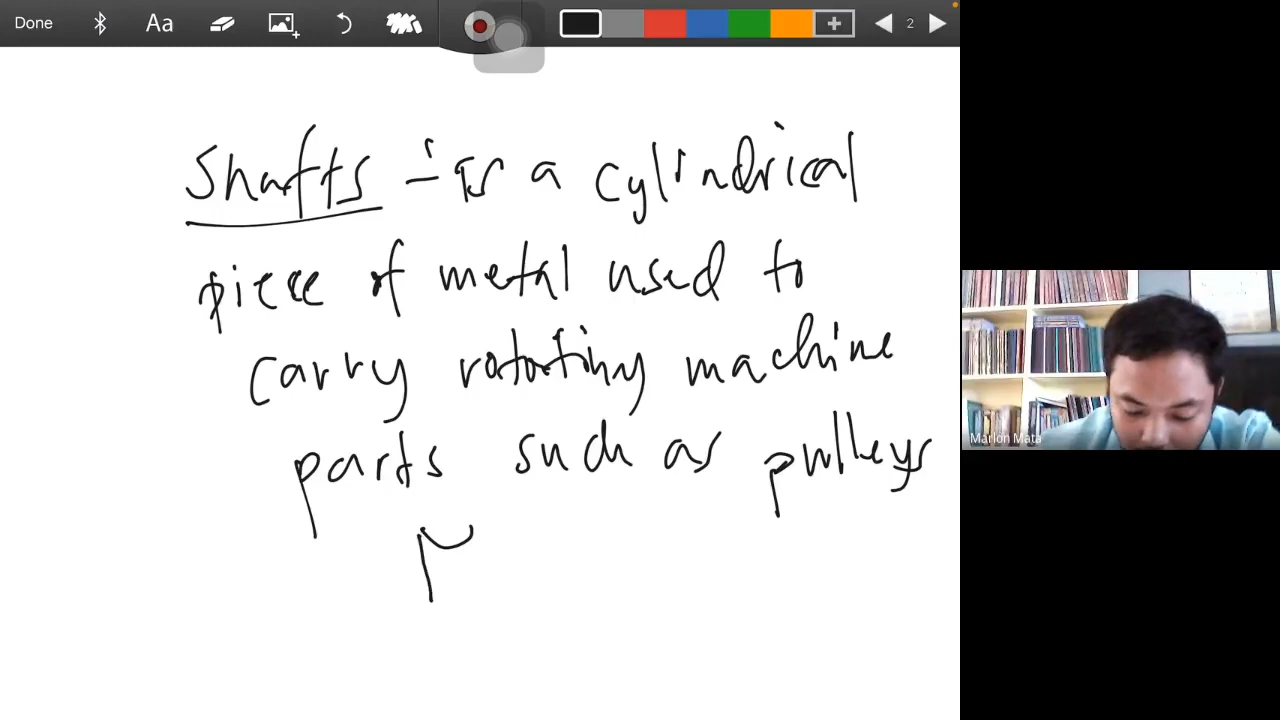 Done Aa 2
Shafts - is a cylindrical
piece of metal used to
carry rotating machine
parts such as pulleys
Marlon Mata